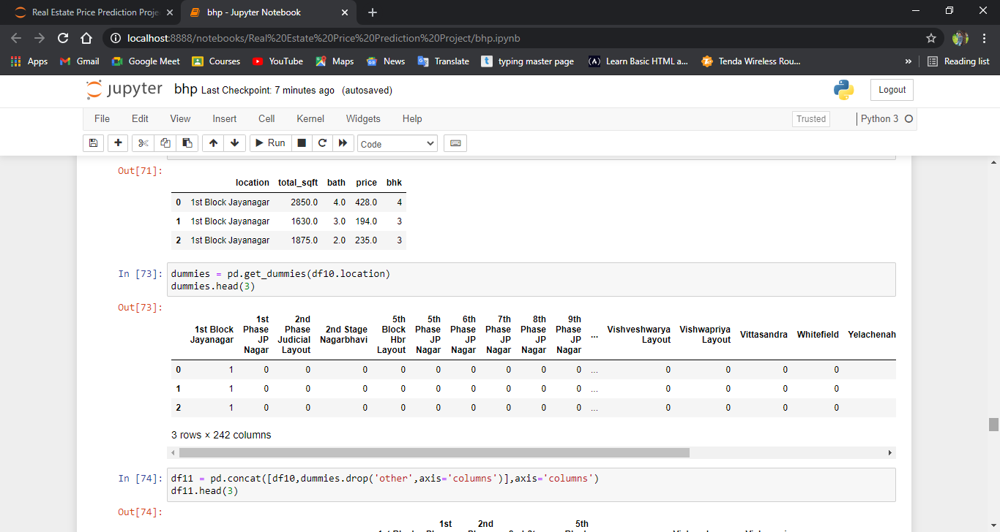 Real Estate Price Prediction Proje
bhp - Jupyter Notebook
localhost:8888/notebooks/Real%20Estate%20Price%20Prediction%20Project/bhp.ipynb
Apps Gmail Google Meet Courses YouTube Maps News Translate t typing master page Learn Basic HTML a... Tenda Wireless Rou... » Reading list
jupyter bhp Last Checkpoint: 7 minutes ago (autosaved) Logout
File Edit View Insert Cell Kernel Widgets Help Trusted Python 3
Run Code
Out[71]:
location total_sqft bath price bhk
0 1st Block Jayanagar 2850.0 4.0 428.0 4
1 1st Block Jayanagar 1630.0 3.0 194.0 3
2 1st Block Jayanagar 1875.0 2.0 235.0 3
In [73]: dummies = pd.get_dummies(df10.location)
dummies.head(3)
Out[73]:
1st 2nd 5th 5th 6th 7th 8th 9th
1st Block Phase Phase 2nd Stage Block Phase Phase Phase Phase Phase ... Vishveshwarya Vishwapriya Vittasandra Whitefield Yelachenah
Jayanagar JP Judicial Nagarbhavi Hbr JP JP JP JP JP Layout Layout
Nagar Layout Layout Nagar Nagar Nagar Nagar Nagar
0 1 0 0 0 0 0 0 0 0 0 ... 0 0 0 0
1 1 0 0 0 0 0 0 0 0 0 ... 0 0 0 0
2 1 0 0 0 0 0 0 0 0 0 ... 0 0 0 0
3 rows × 242 columns
In [74]: df11 = pd.concat([df10,dummies.drop('other',axis='columns')],axis='columns')
df11.head(3)
Out[74]:
1st 2nd 5th